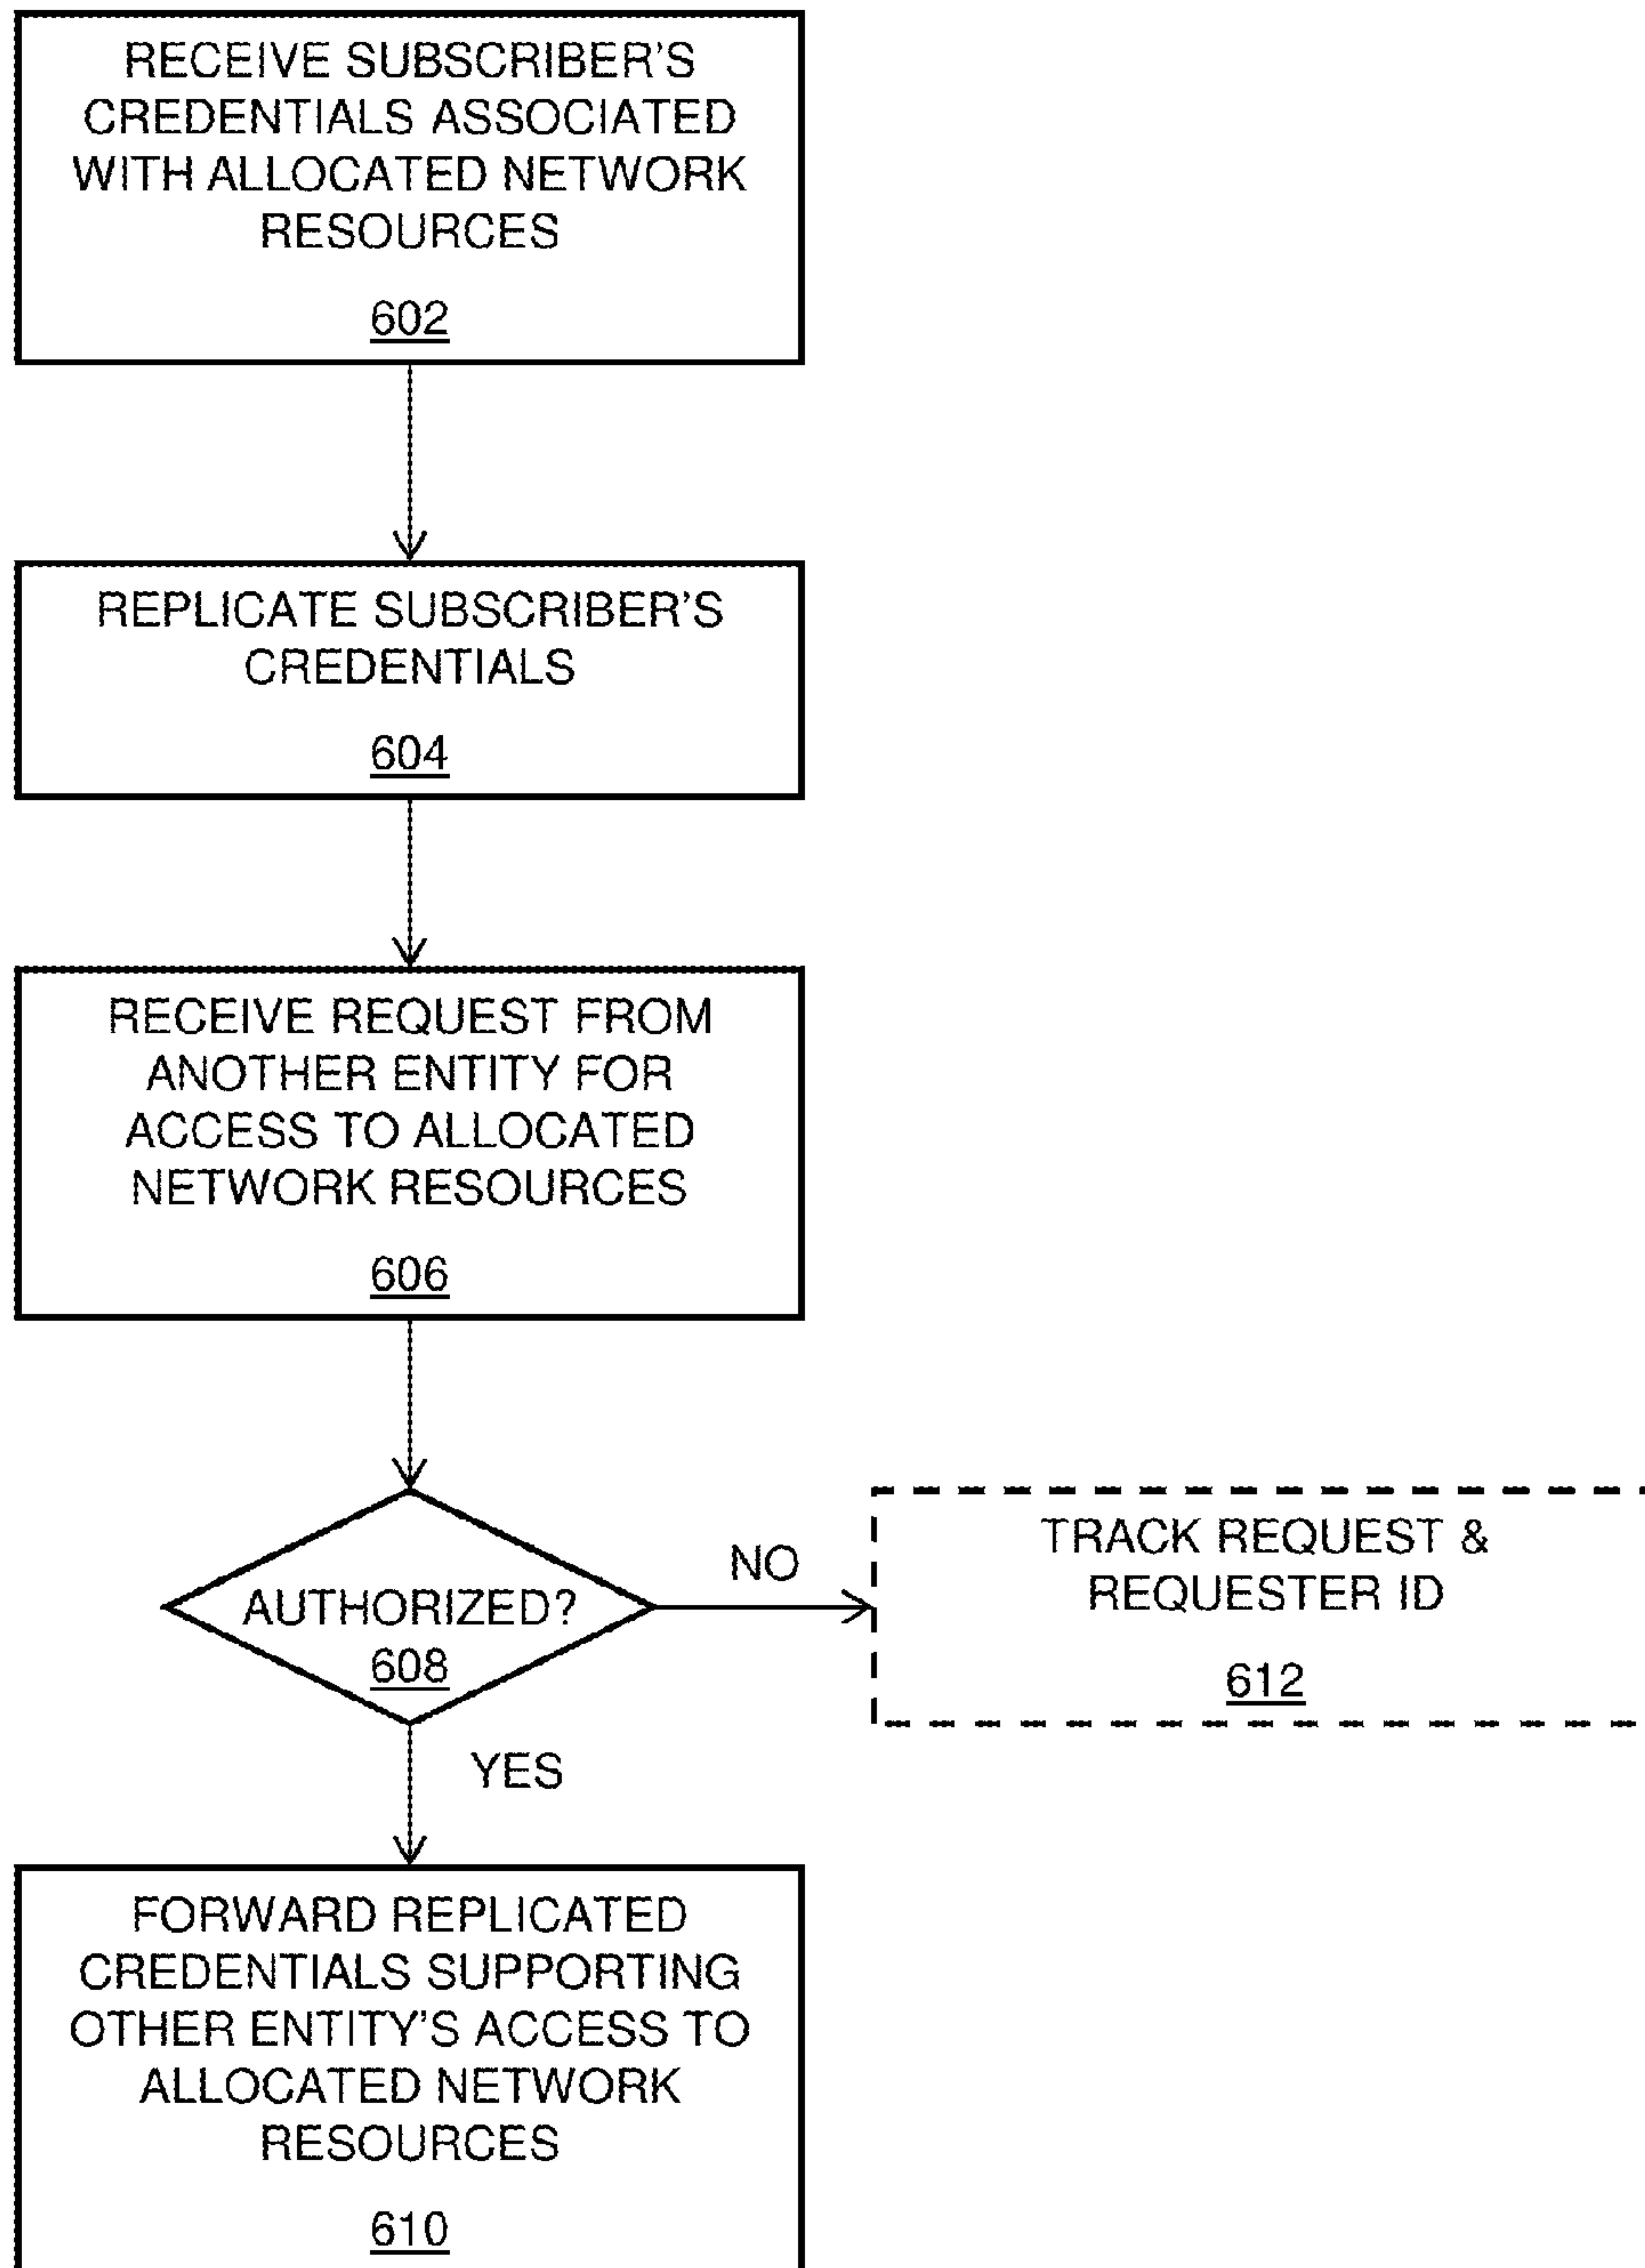 RECEIVE SUBSCRIBER'S
CREDENTIALS ASSOCIATED
WITH ALLOCATED NETWORK
RESOURCES
602
REPLICATE SUBSCRIBER'S
CREDENTIALS
604
RECEIVE REQUEST FROM
ANOTHER ENTITY FOR
ACCESS TO ALLOCATED
NETWORK RESOURCES
606
AUTHORIZED?
608
NO
TRACK REQUEST &
REQUESTER ID
612
YES
FORWARD REPLICATED
CREDENTIALS SUPPORTING
OTHER ENTITY'S ACCESS TO
ALLOCATED NETWORK
RESOURCES
610